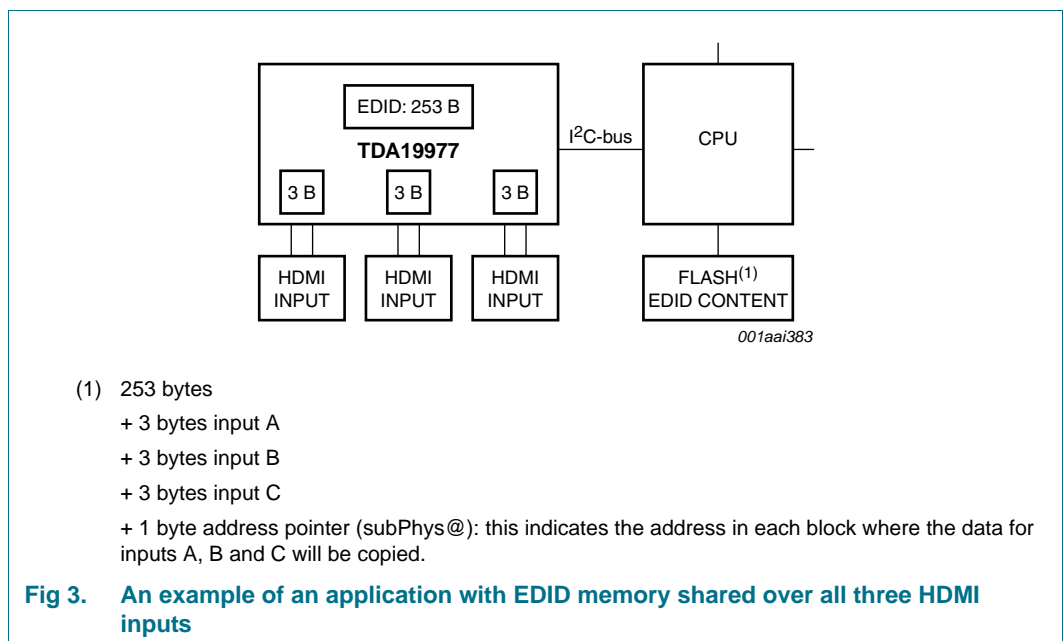 EDID: 253 B
TDA19977
I2C-bus
CPU
3 B
3 B
3 B
HDMI
INPUT
HDMI
INPUT
HDMI
INPUT
FLASH(1)
EDID CONTENT
001aai383
(1) 253 bytes
+ 3 bytes input A
+ 3 bytes input B
+ 3 bytes input C
+ 1 byte address pointer (subPhys@): this indicates the address in each block where the data for
inputs A, B and C will be copied.
Fig 3. An example of an application with EDID memory shared over all three HDMI
inputs